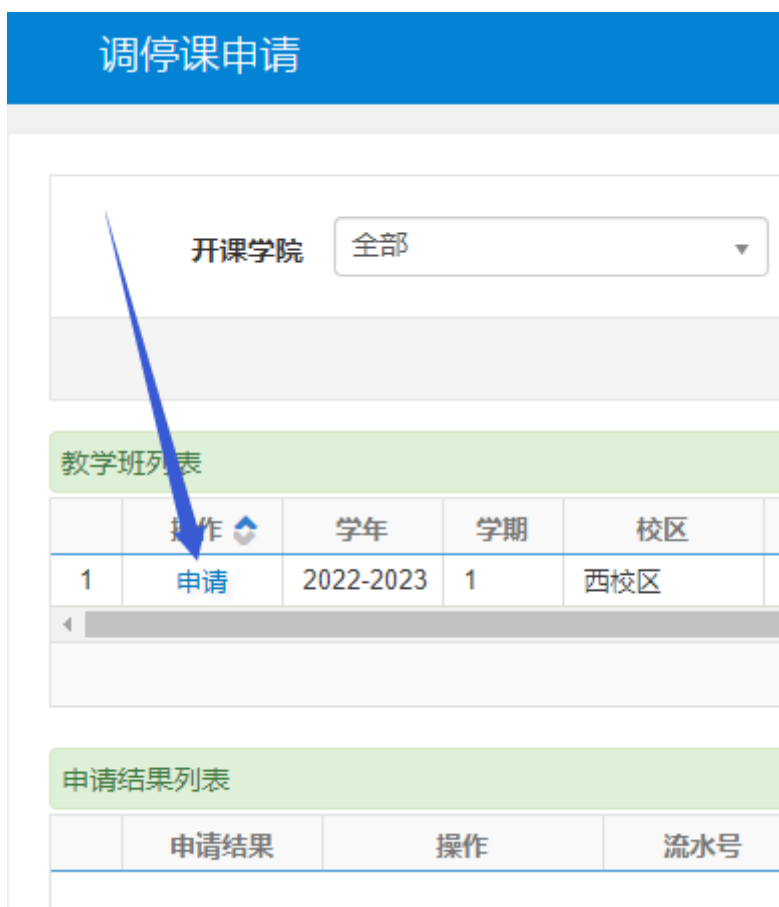 调停课申请
开课学院 全部
教学班列表
操作 学年 学期 校区
1 申请 2022-2023 1 西校区
申请结果列表
申请结果 操作 流水号